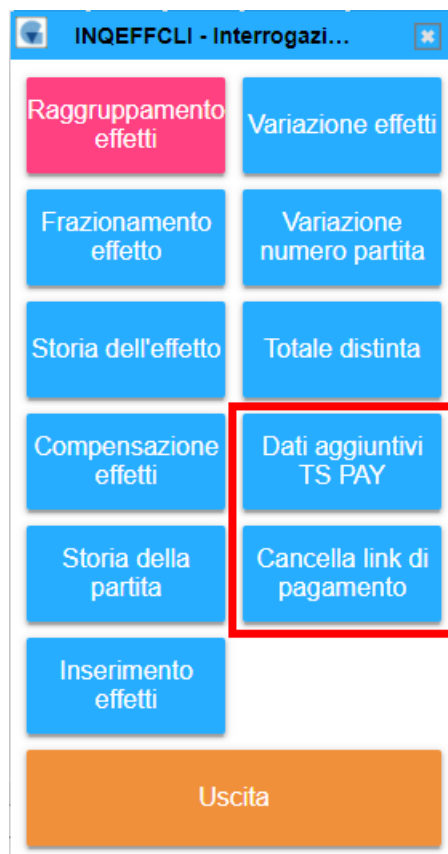 INQEFFCLI - Interrogazi...
Raggruppamento
effetti
Variazione effetti
Frazionamento
effetto
Variazione
numero partita
Storia dell'effetto
Totale distinta
Compensazione
effetti
Dati aggiuntivi
TS PAY
Storia della
partita
Cancella link di
pagamento
Inserimento
effetti
Uscita